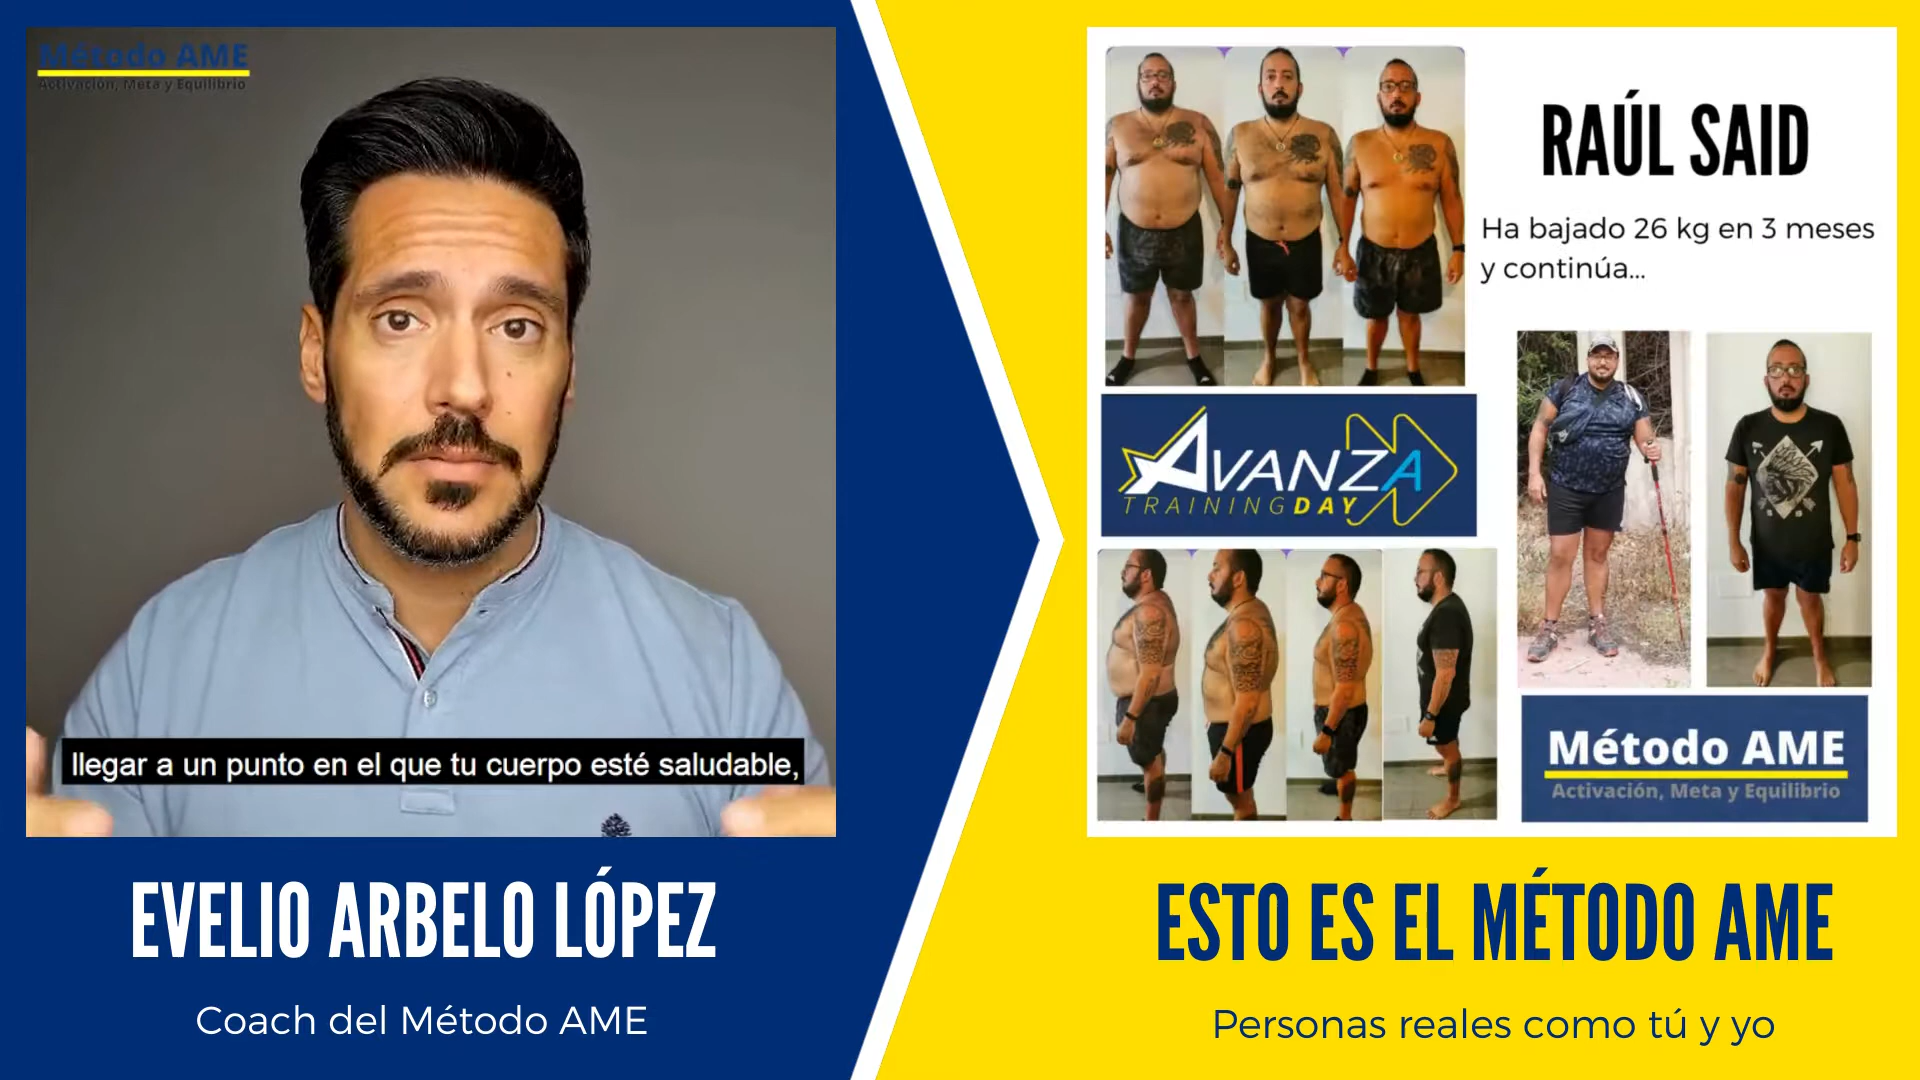 Método AME
Activación, Meta y Equilibrio
llegar a un punto en el que tu cuerpo esté saludable,
EVELIO ARBELO LÓPEZ
Coach del Método AME
RAÚL SAID
Ha bajado 26 kg en 3 meses
y continúa...
AVANZA
TRAININGDAY
Método AME
Activación, Meta y Equilibrio
ESTO ES EL MÉTODO AME
Personas reales como tú y yo